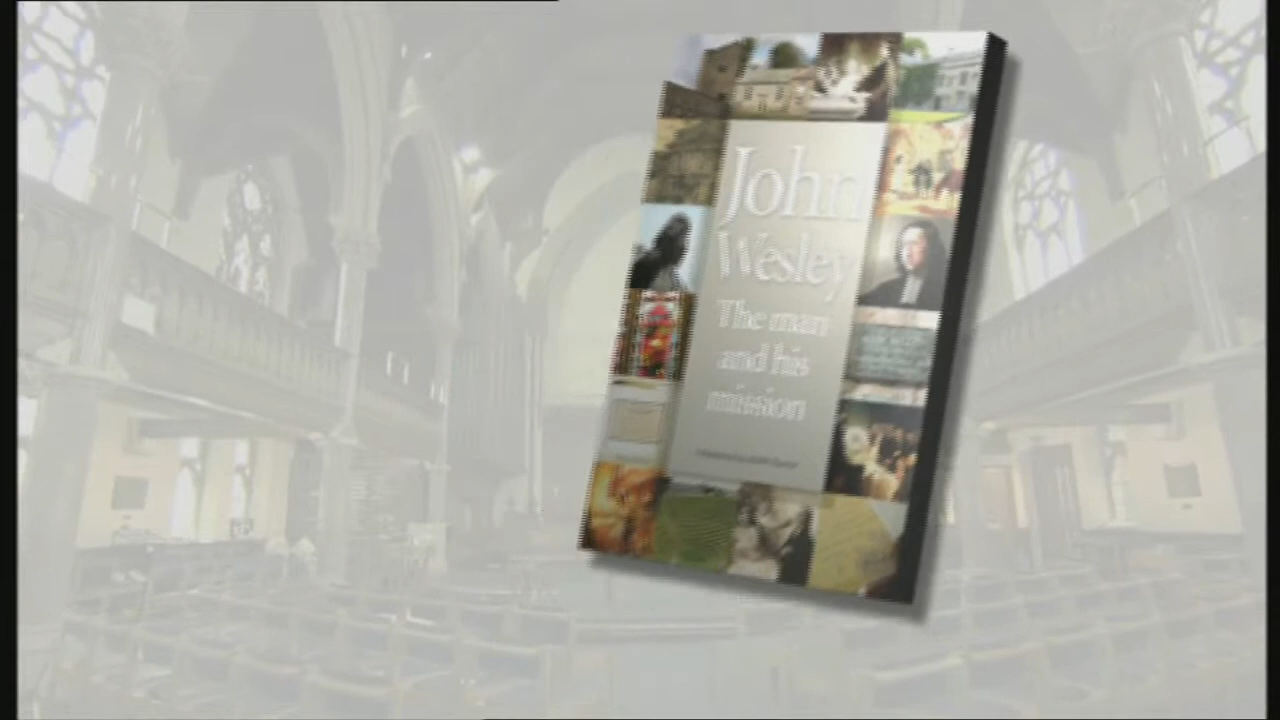 John
Wesley
The man
and his
mission